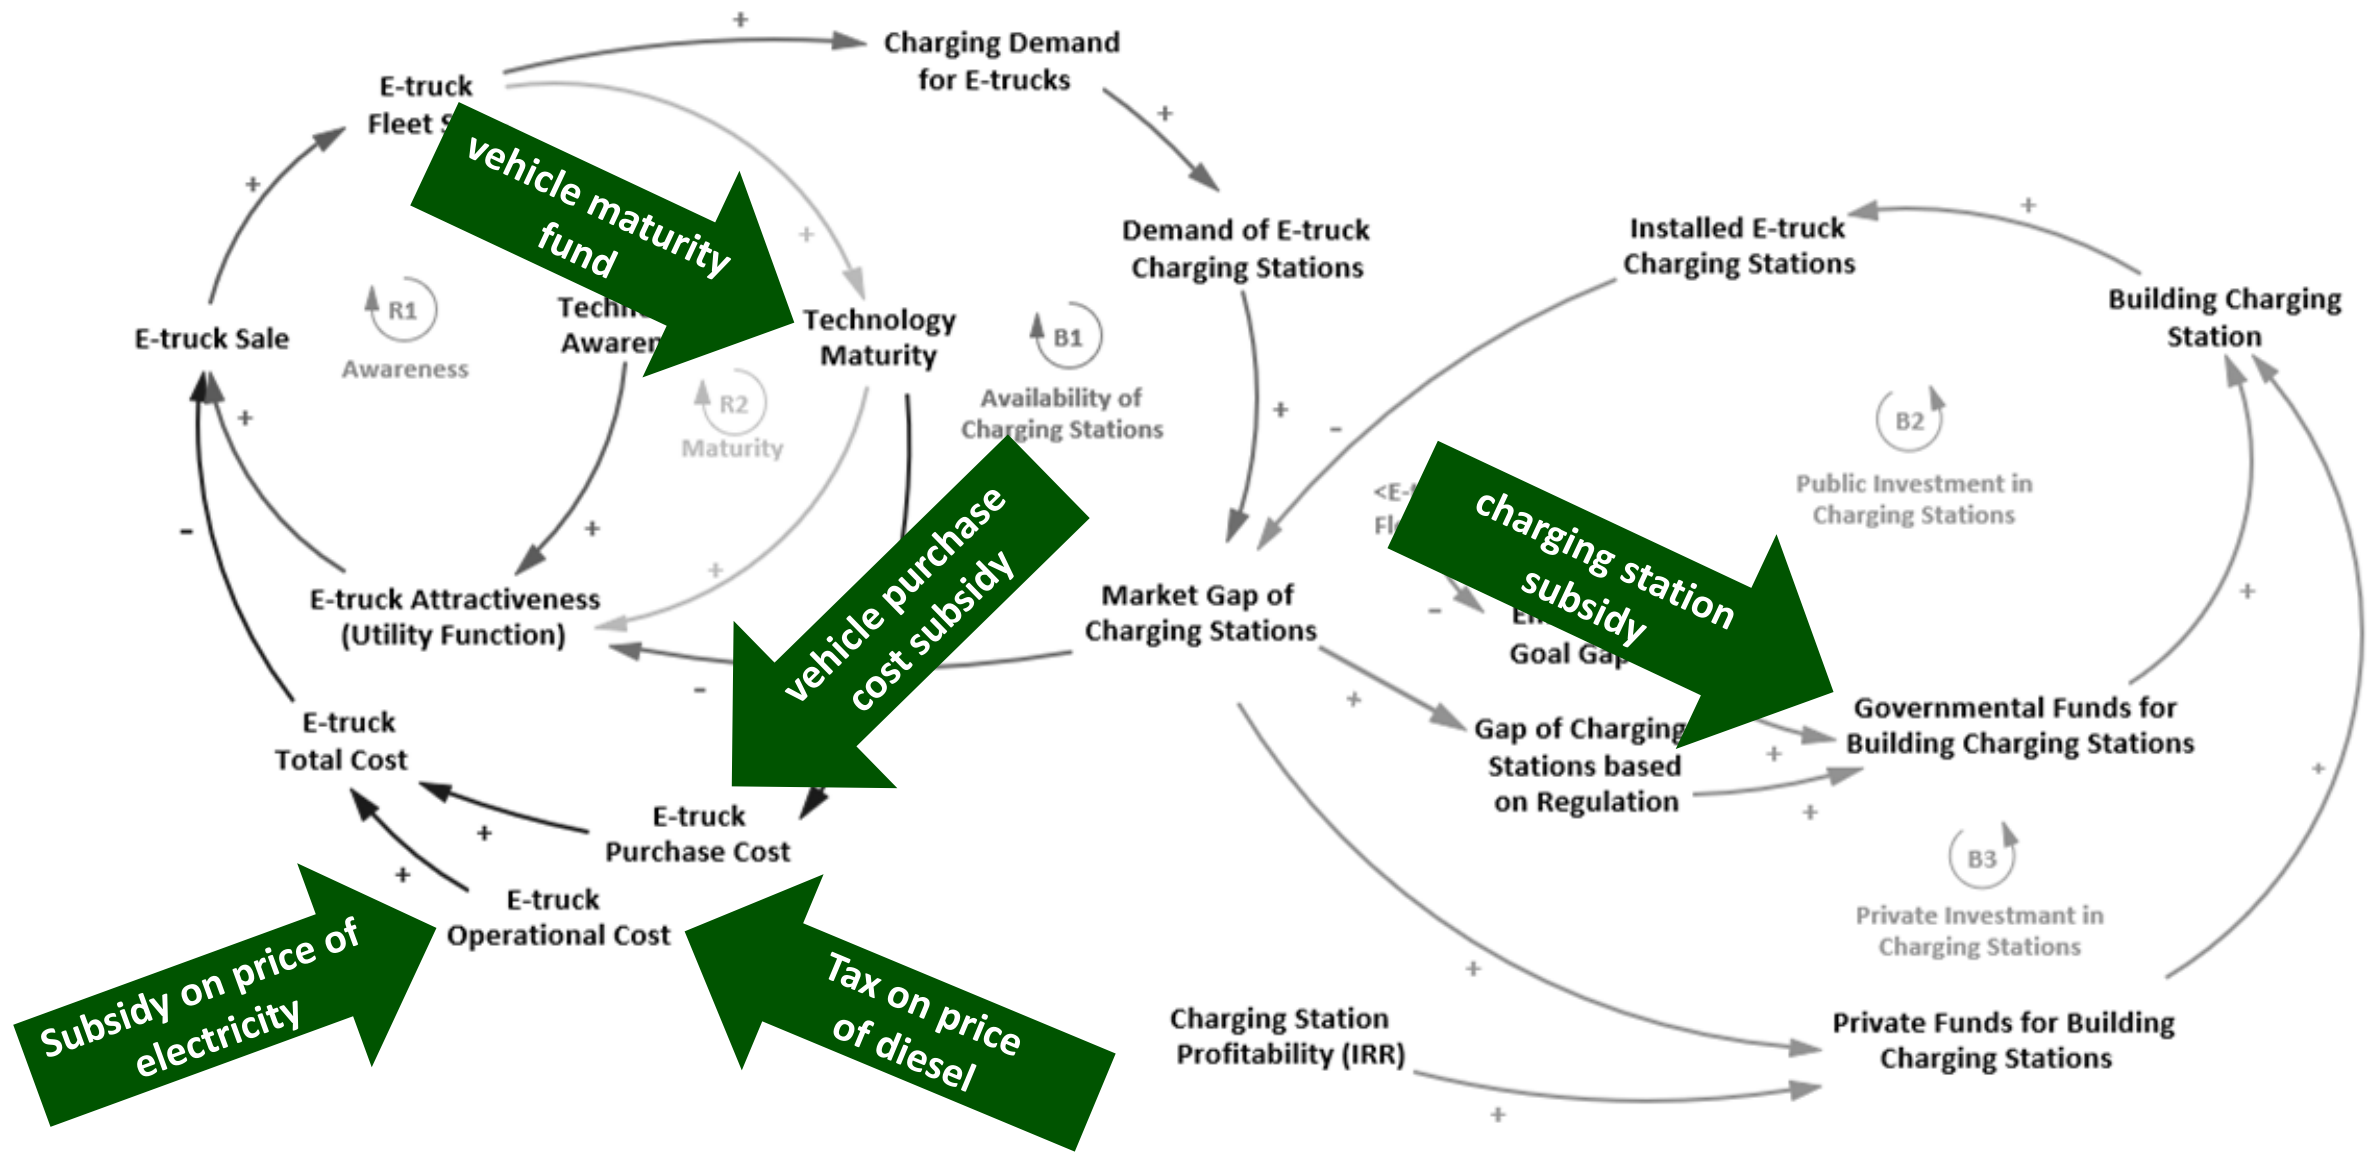 +
Charging Demand
for E-trucks
E-truck
Fleet
+
vehicle maturity
fund
+
+
Demand of E-truck
Charging Stations
Installed E-truck
Charging Stations
+
Building Charging
Station
E-truck Sale
R1
Awareness
Technology
Maturity
B1
Availability of
Charging Stations
R2
Maturity
+
+
-
B2
Public Investment in
Charging Stations
-
+
+
vehicle purchase
cost subsidy
charging station
subsidy
E-truck Attractiveness
(Utility Function)
Market Gap of
Charging Stations
-
+
Goal Gap
-
+
E-truck
Total Cost
Gap of Charging
Stations based
on Regulation
+
+
Governmental Funds for
Building Charging Stations
+
E-truck
Purchase Cost
+
+
E-truck
Operational Cost
B3
Private Investmant in
Charging Stations
Subsidy on price of
electricity
Tax on price
of diesel
+
Charging Station
Profitability (IRR)
Private Funds for Building
Charging Stations
+